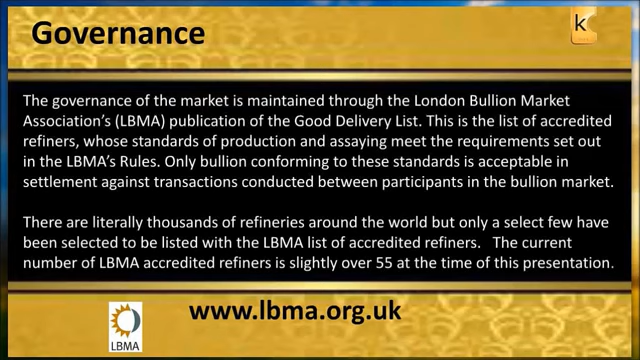 Governance
K
The governance of the market is maintained through the London Bullion Market
Association's (LBMA) publication of the Good Delivery List. This is the list of accredited
refiners, whose standards of production and assaying meet the requirements set out
in the LBMA's Rules. Only bullion conforming to these standards is acceptable in
settlement against transactions conducted between participants in the bullion market.
There are literally thousands of refineries around the world but only a select few have
been selected to be listed with the LBMA list of accredited refiners. The current
number of LBMA accredited refiners is slightly over 55 at the time of this presentation.
www.lbma.org.uk
LBMA